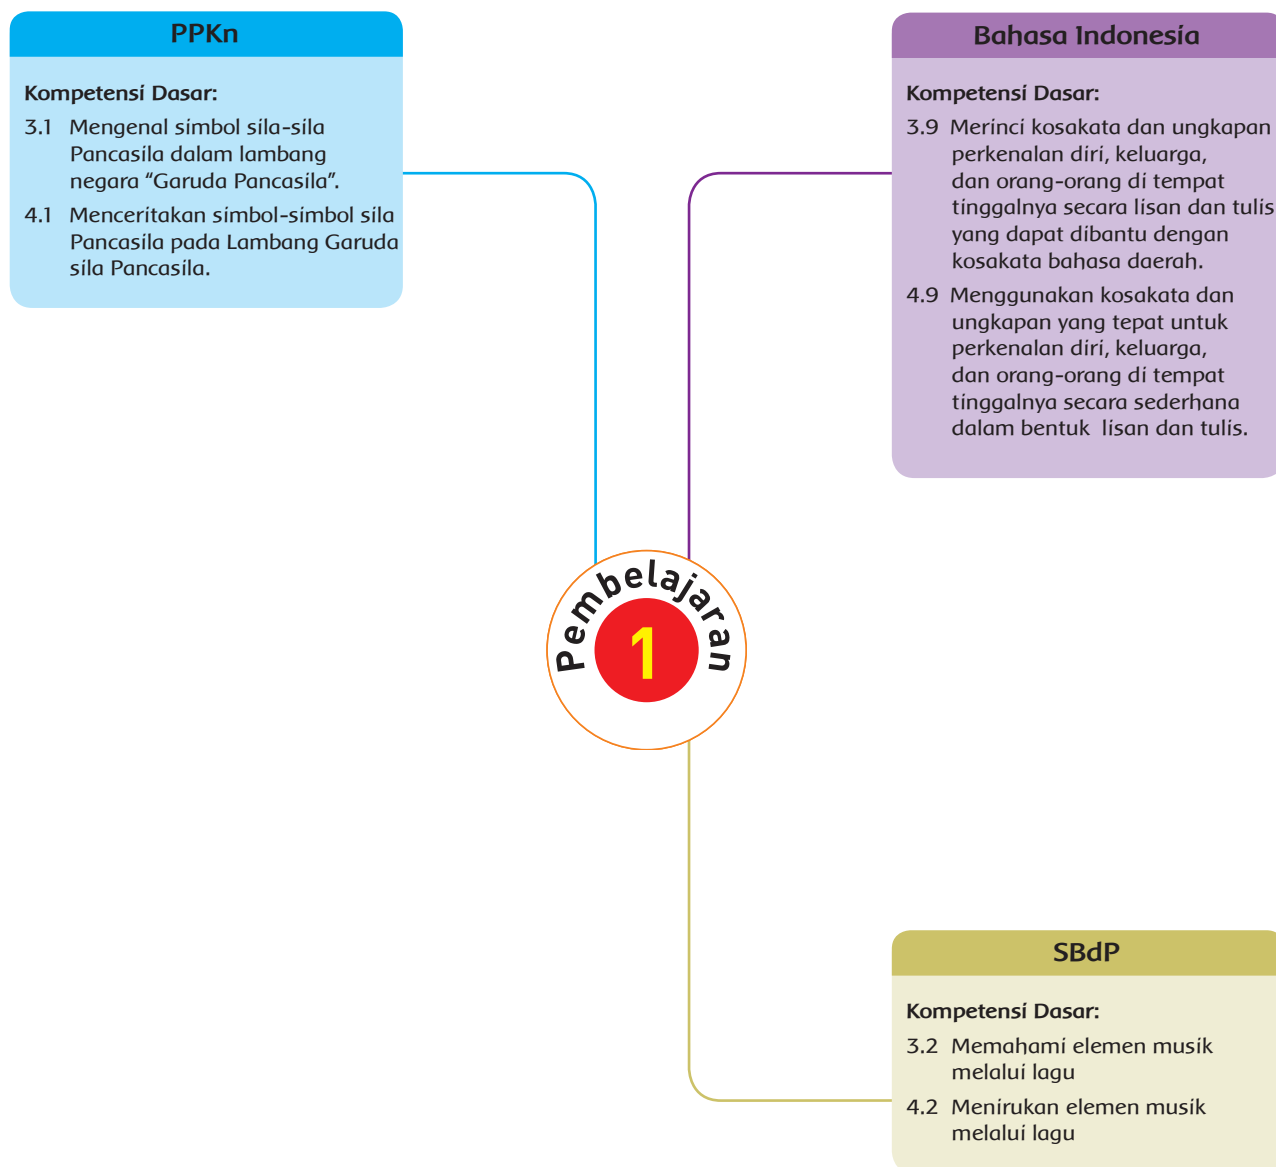 PPKn
Kompetensi Dasar:
3.1 Mengenal simbol sila-sila
Pancasila dalam lambang
negara “Garuda Pancasila”.
4.1 Menceritakan simbol-simbol sila
Pancasila pada Lambang Garuda
sila Pancasila.
Bahasa Indonesia
Kompetensi Dasar:
3.9 Merinci kosakata dan ungkapan
perkenalan diri, keluarga,
dan orang-orang di tempat
tinggalnya secara lisan dan tulis
yang dapat dibantu dengan
kosakata bahasa daerah.
4.9 Menggunakan kosakata dan
ungkapan yang tepat untuk
perkenalan diri, keluarga,
dan orang-orang di tempat
tinggalnya secara sederhana
dalam bentuk lisan dan tulis.
Pembelajaran
1
SBdP
Kompetensi Dasar:
3.2 Memahami elemen musik
melalui lagu
4.2 Menirukan elemen musik
melalui lagu